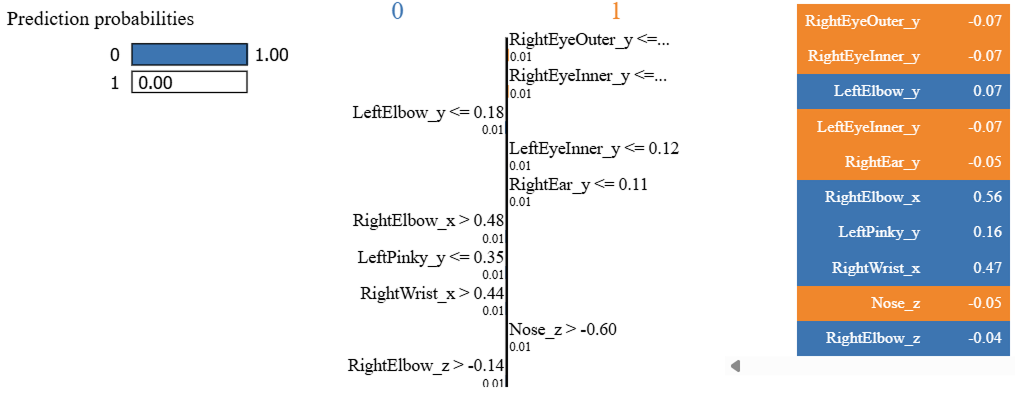 Prediction probabilities
0 1.00
1 0.00
0 1
RightEyeOuter_y <=...
0.01
RightEyeInner_y <=...
0.01
LeftElbow_y <= 0.18
0.01
LeftEyeInner_y <= 0.12
0.01
RightEar_y <= 0.11
0.01
RightElbow_x > 0.48
0.01
LeftPinky_y <= 0.35
0.01
RightWrist_x > 0.44
0.01
Nose_z > -0.60
0.01
RightElbow_z > -0.14
0.01
RightEyeOuter_y -0.07
RightEyeInner_y -0.07
LeftElbow_y 0.07
LeftEyeInner_y -0.07
RightEar_y -0.05
RightElbow_x 0.56
LeftPinky_y 0.16
RightWrist_x 0.47
Nose_z -0.05
RightElbow_z -0.04